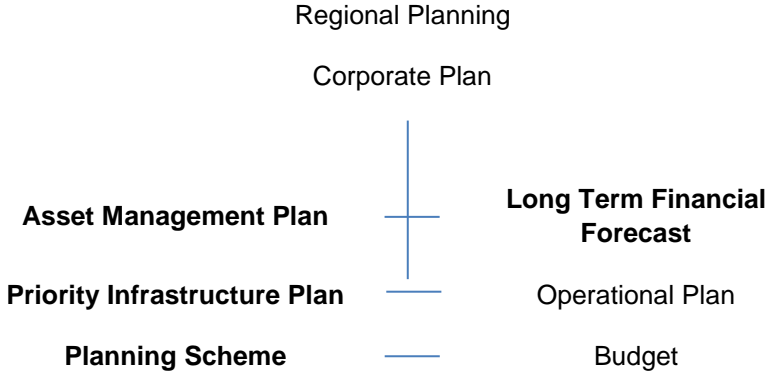 Regional Planning
Corporate Plan
Asset Management Plan
Long Term Financial
Forecast
Priority Infrastructure Plan
Operational Plan
Planning Scheme
Budget